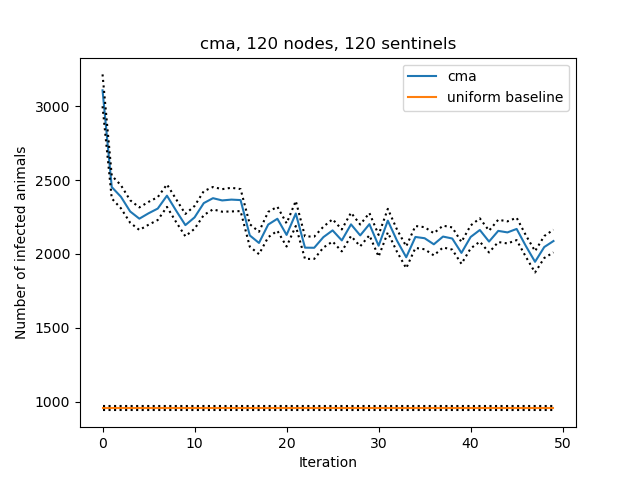 cma, 120 nodes, 120 sentinels
cma
uniform baseline
Number of infected animals
3000
2500
2000
1500
1000
0
10
20
30
40
50
Iteration